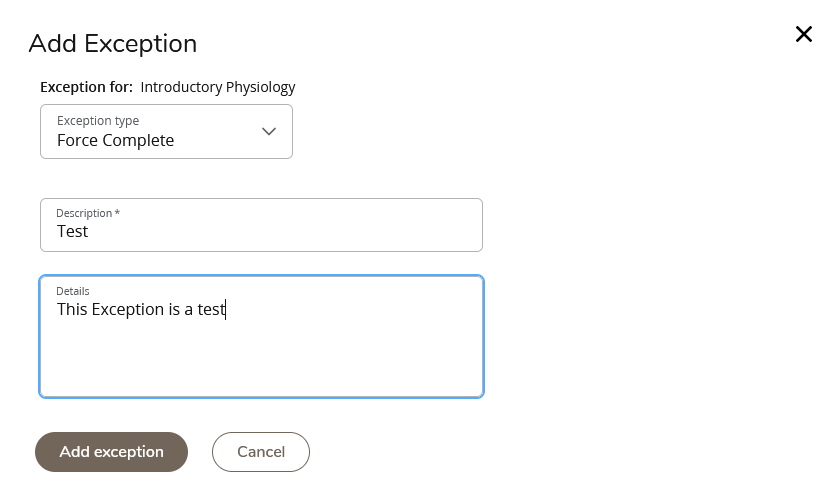 Add Exception
Exception for: Introductory Physiology
Exception type
Force Complete
Description *
Test
Details
This Exception is a test
Add exception
Cancel